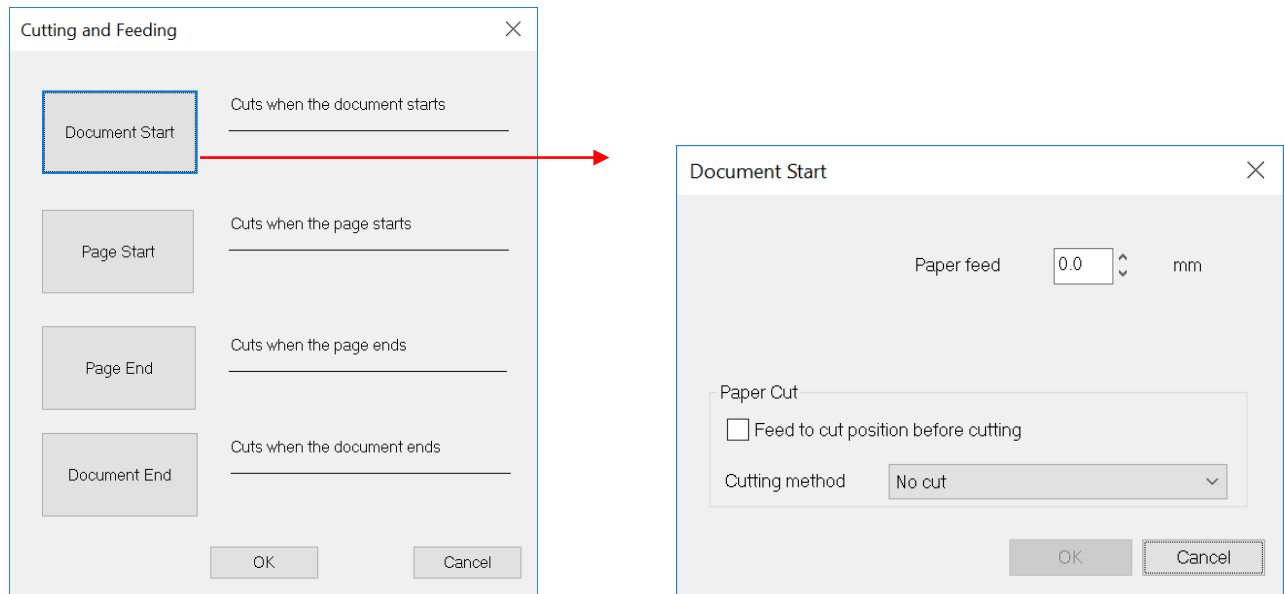 Cutting and Feeding
Document Start
Cuts when the document starts
Page Start
Cuts when the page starts
Page End
Cuts when the page ends
Document End
Cuts when the document ends
OK
Cancel
Document Start
Paper feed 0.0 mm
Paper Cut
Feed to cut position before cutting
Cutting method No cut
OK
Cancel